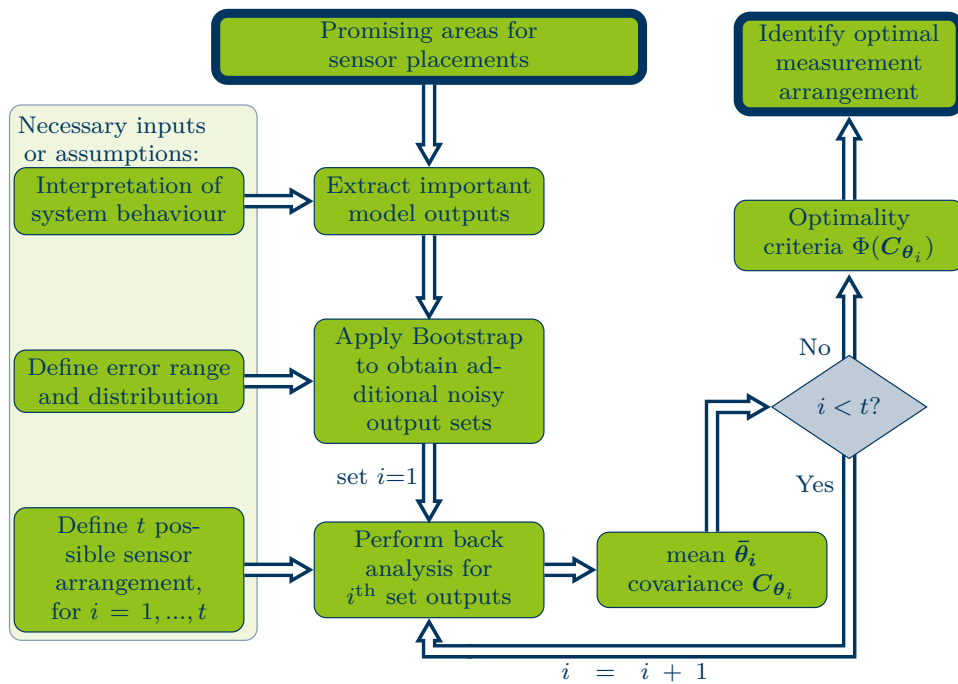 Promising areas for
sensor placements
Identify optimal
measurement
arrangement
Necessary inputs
or assumptions:
Interpretation of
system behaviour
Extract important
model outputs
Optimality
criteria Φ(C_θ_i)
Define error range
and distribution
Apply Bootstrap
to obtain ad-
ditional noisy
output sets
No
i < t?
Yes
set i=1
Define t pos-
sible sensor
arrangement,
for i = 1, ..., t
Perform back
analysis for
i^th set outputs
mean θ̄_i
covariance C_θ_i
i = i + 1